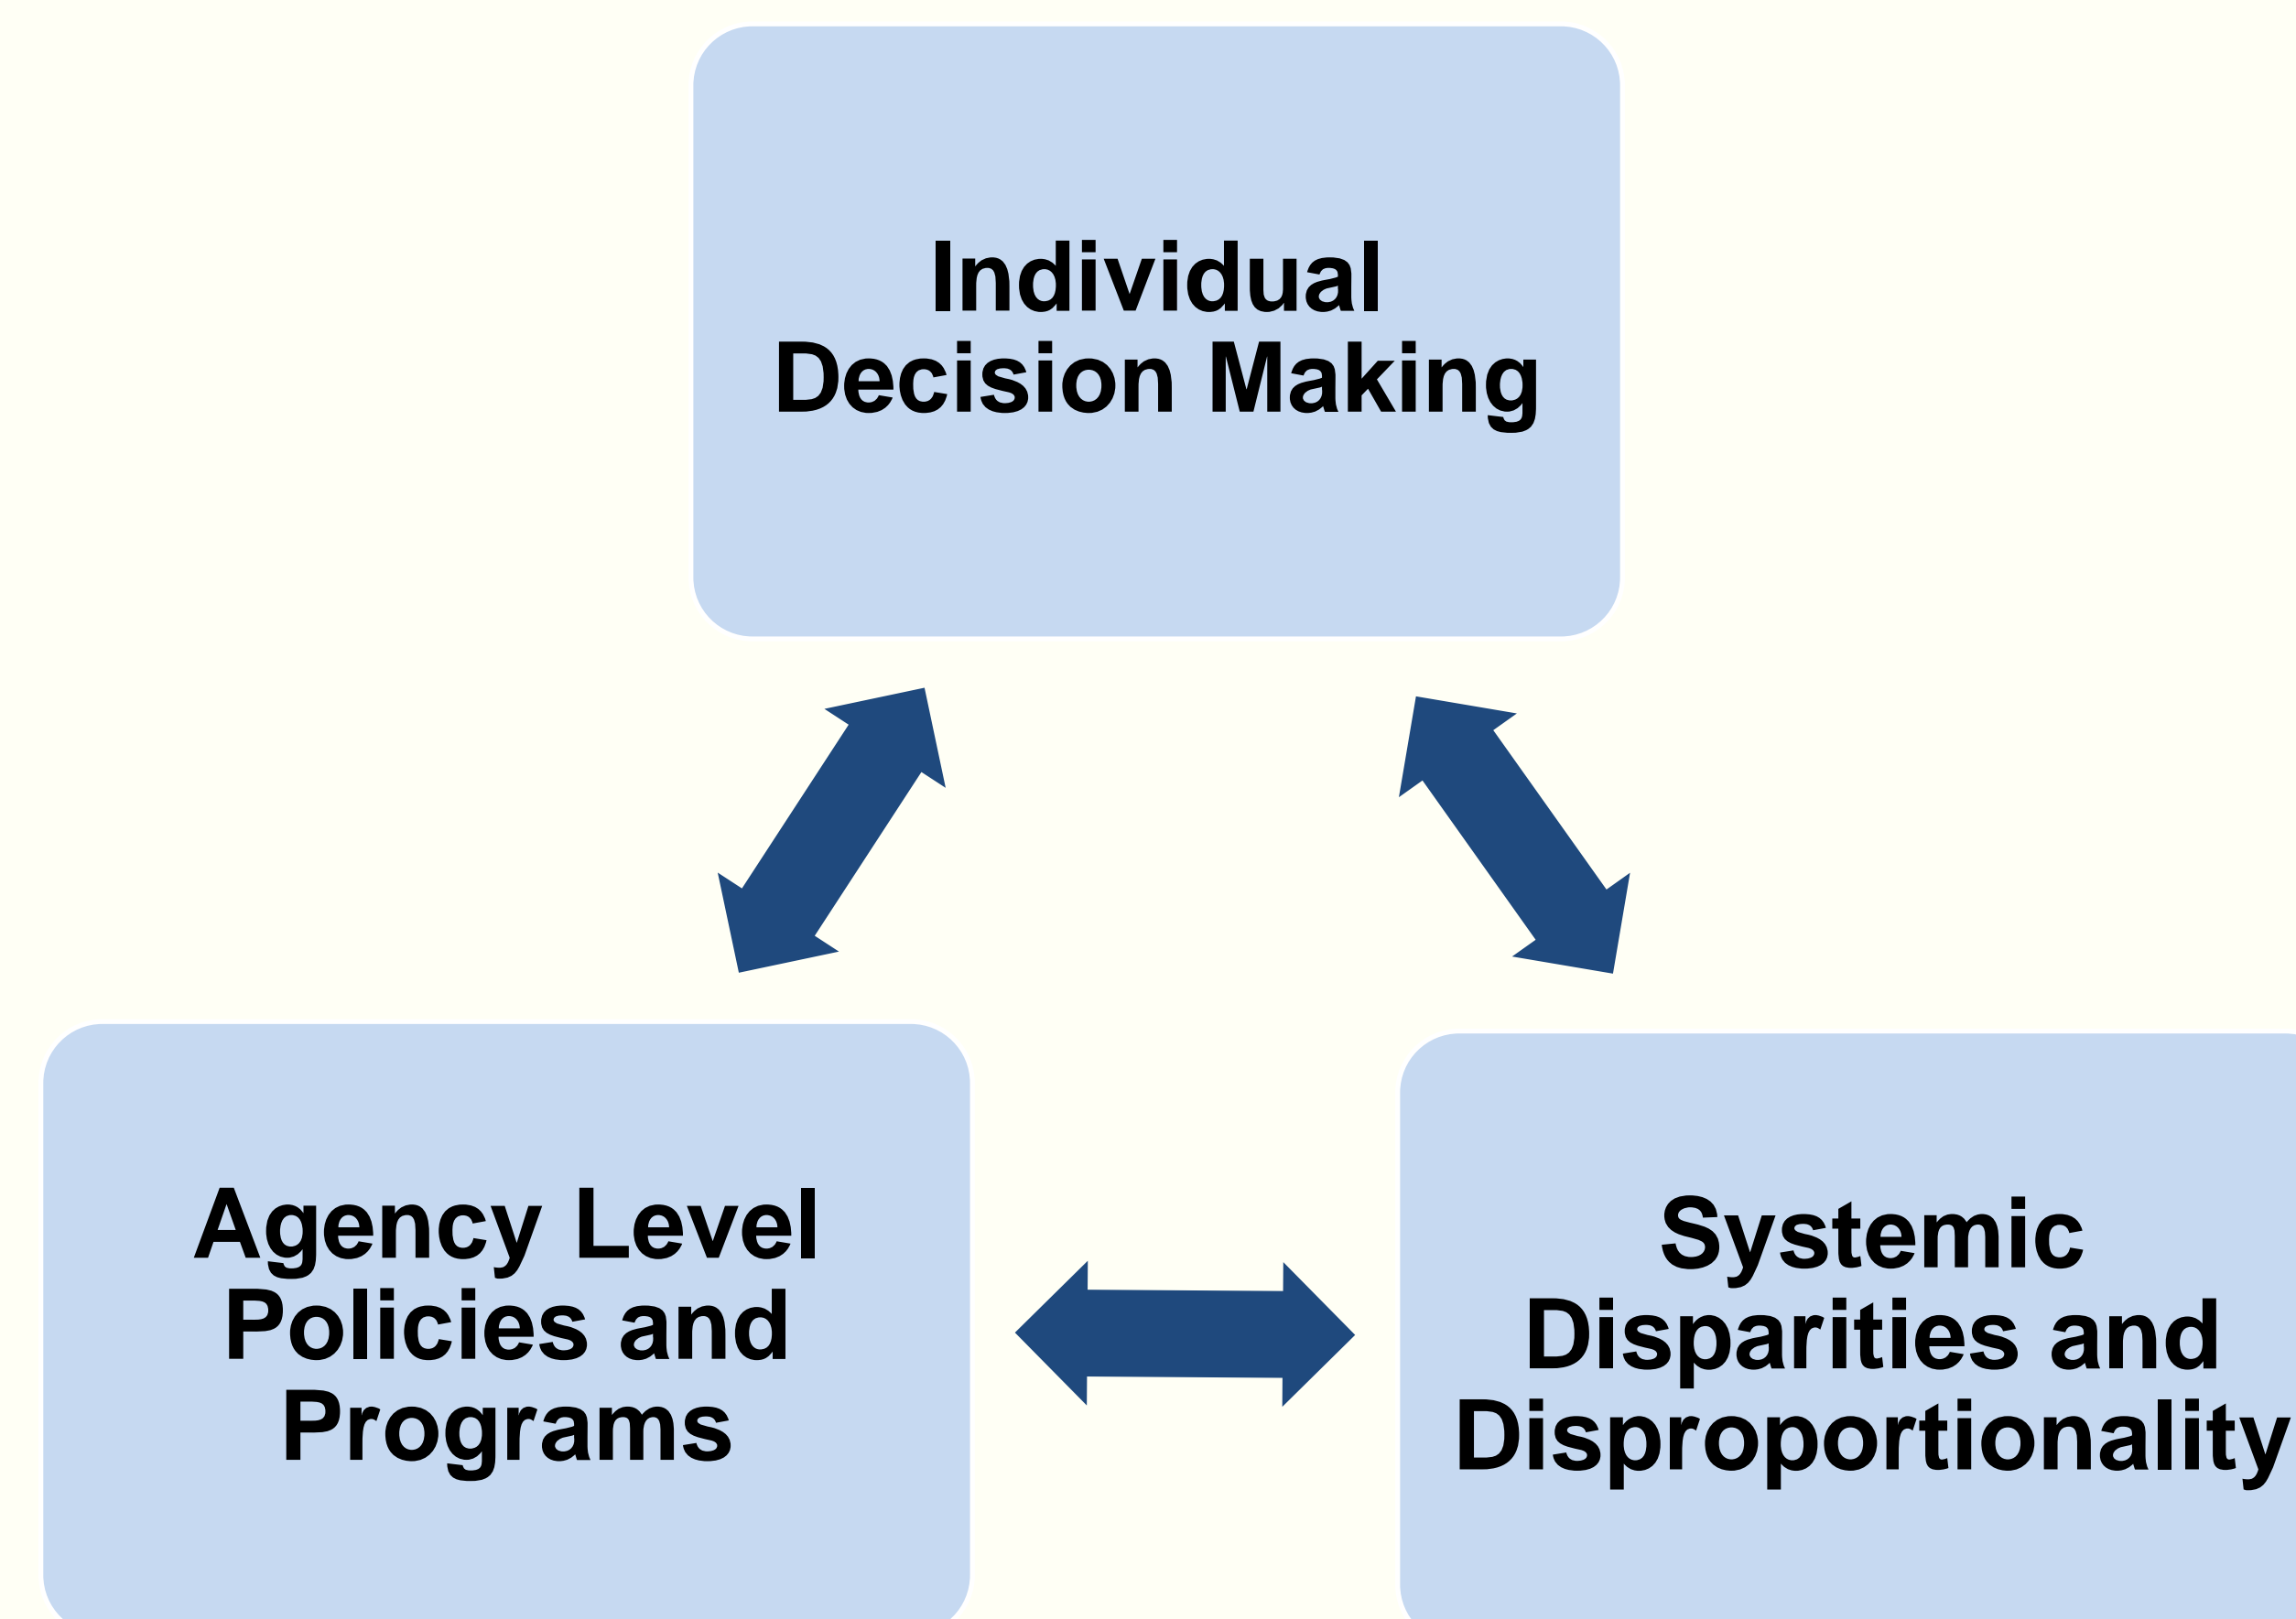 Individual
Decision Making
Agency Level
Policies and
Programs
Systemic
Disparities and
Disproportionality